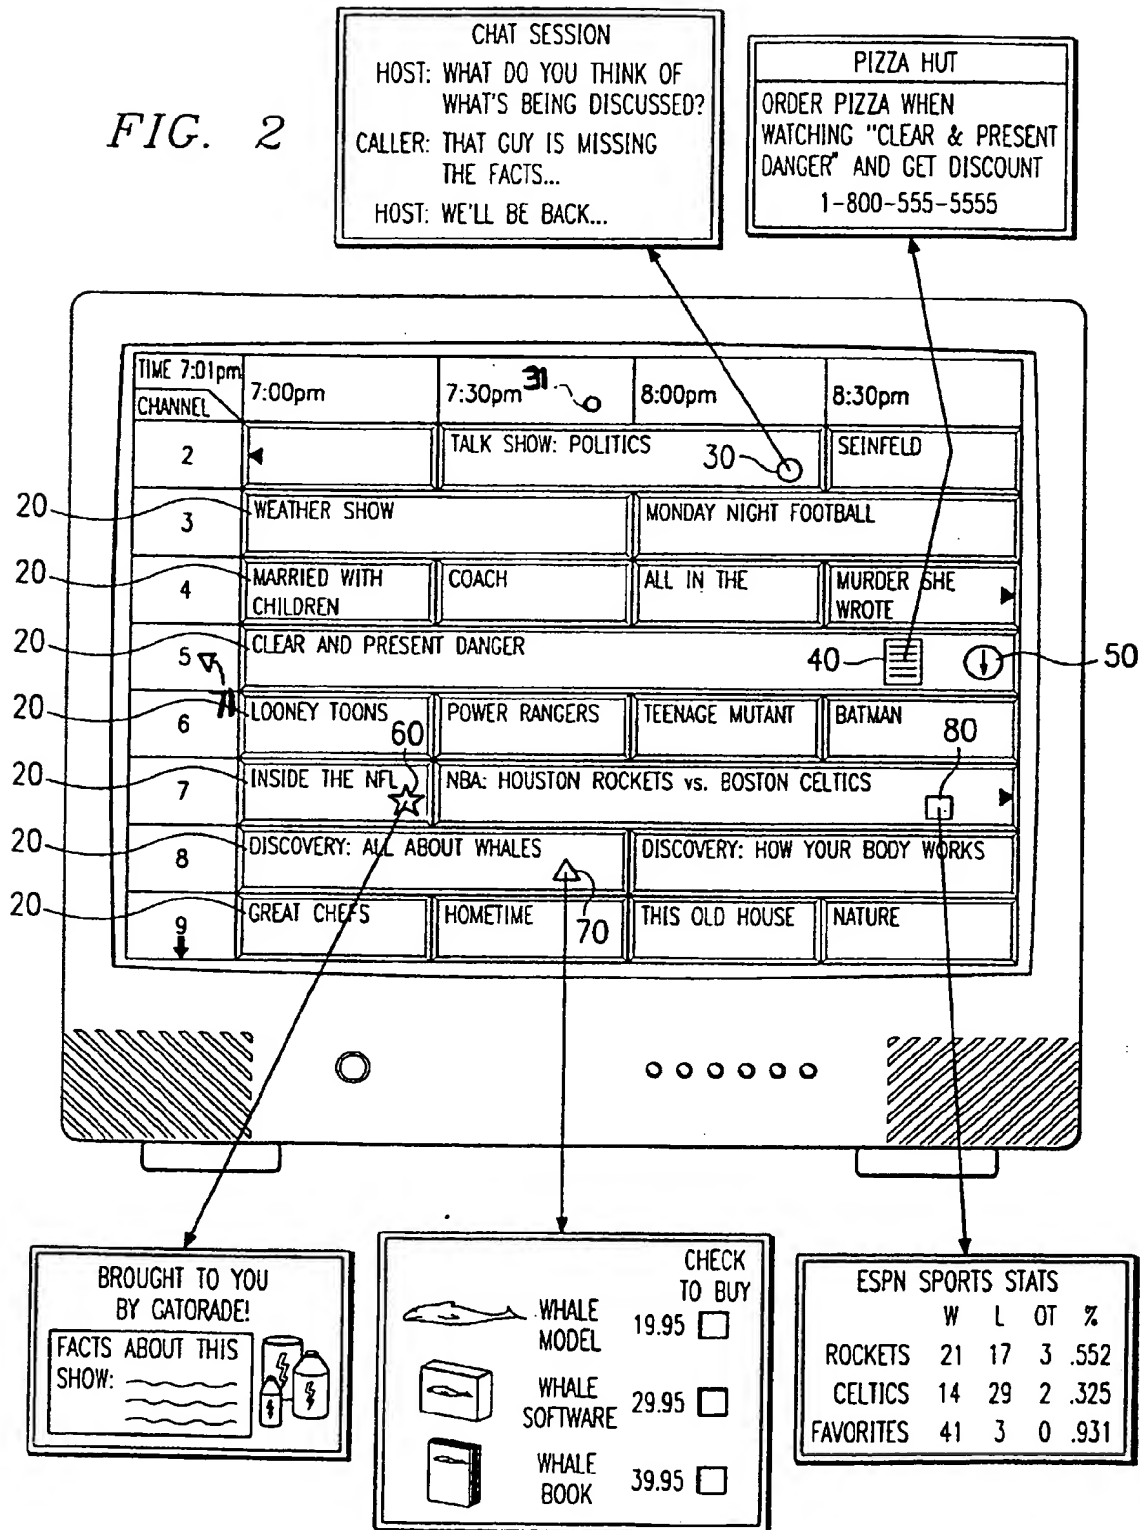 FIG. 2
CHAT SESSION
HOST: WHAT DO YOU THINK OF
WHAT'S BEING DISCUSSED?
CALLER: THAT GUY IS MISSING
THE FACTS...
HOST: WE'LL BE BACK...
PIZZA HUT
ORDER PIZZA WHEN
WATCHING "CLEAR & PRESENT
DANGER" AND GET DISCOUNT
1-800-555-5555
TIME 7:01pm
CHANNEL
7:00pm 7:30pm 31 8:00pm 8:30pm
2 TALK SHOW: POLITICS 30 SEINFELD
20 3 WEATHER SHOW MONDAY NIGHT FOOTBALL
20 4 MARRIED WITH COACH ALL IN THE MURDER SHE
CHILDREN WROTE
20 5 CLEAR AND PRESENT DANGER 40 50
71
20 6 LOONEY TOONS POWER RANGERS TEENAGE MUTANT BATMAN
60 80
20 7 INSIDE THE NFL NBA: HOUSTON ROCKETS vs. BOSTON CELTICS
20 8 DISCOVERY: ALL ABOUT WHALES DISCOVERY: HOW YOUR BODY WORKS
70
20 9 GREAT CHEFS HOMETIME THIS OLD HOUSE NATURE
BROUGHT TO YOU
BY GATORADE!
FACTS ABOUT THIS
SHOW:
CHECK
TO BUY
WHALE
MODEL 19.95
WHALE
SOFTWARE 29.95
WHALE
BOOK 39.95
ESPN SPORTS STATS
W L OT %
ROCKETS 21 17 3 .552
CELTICS 14 29 2 .325
FAVORITES 41 3 0 .931